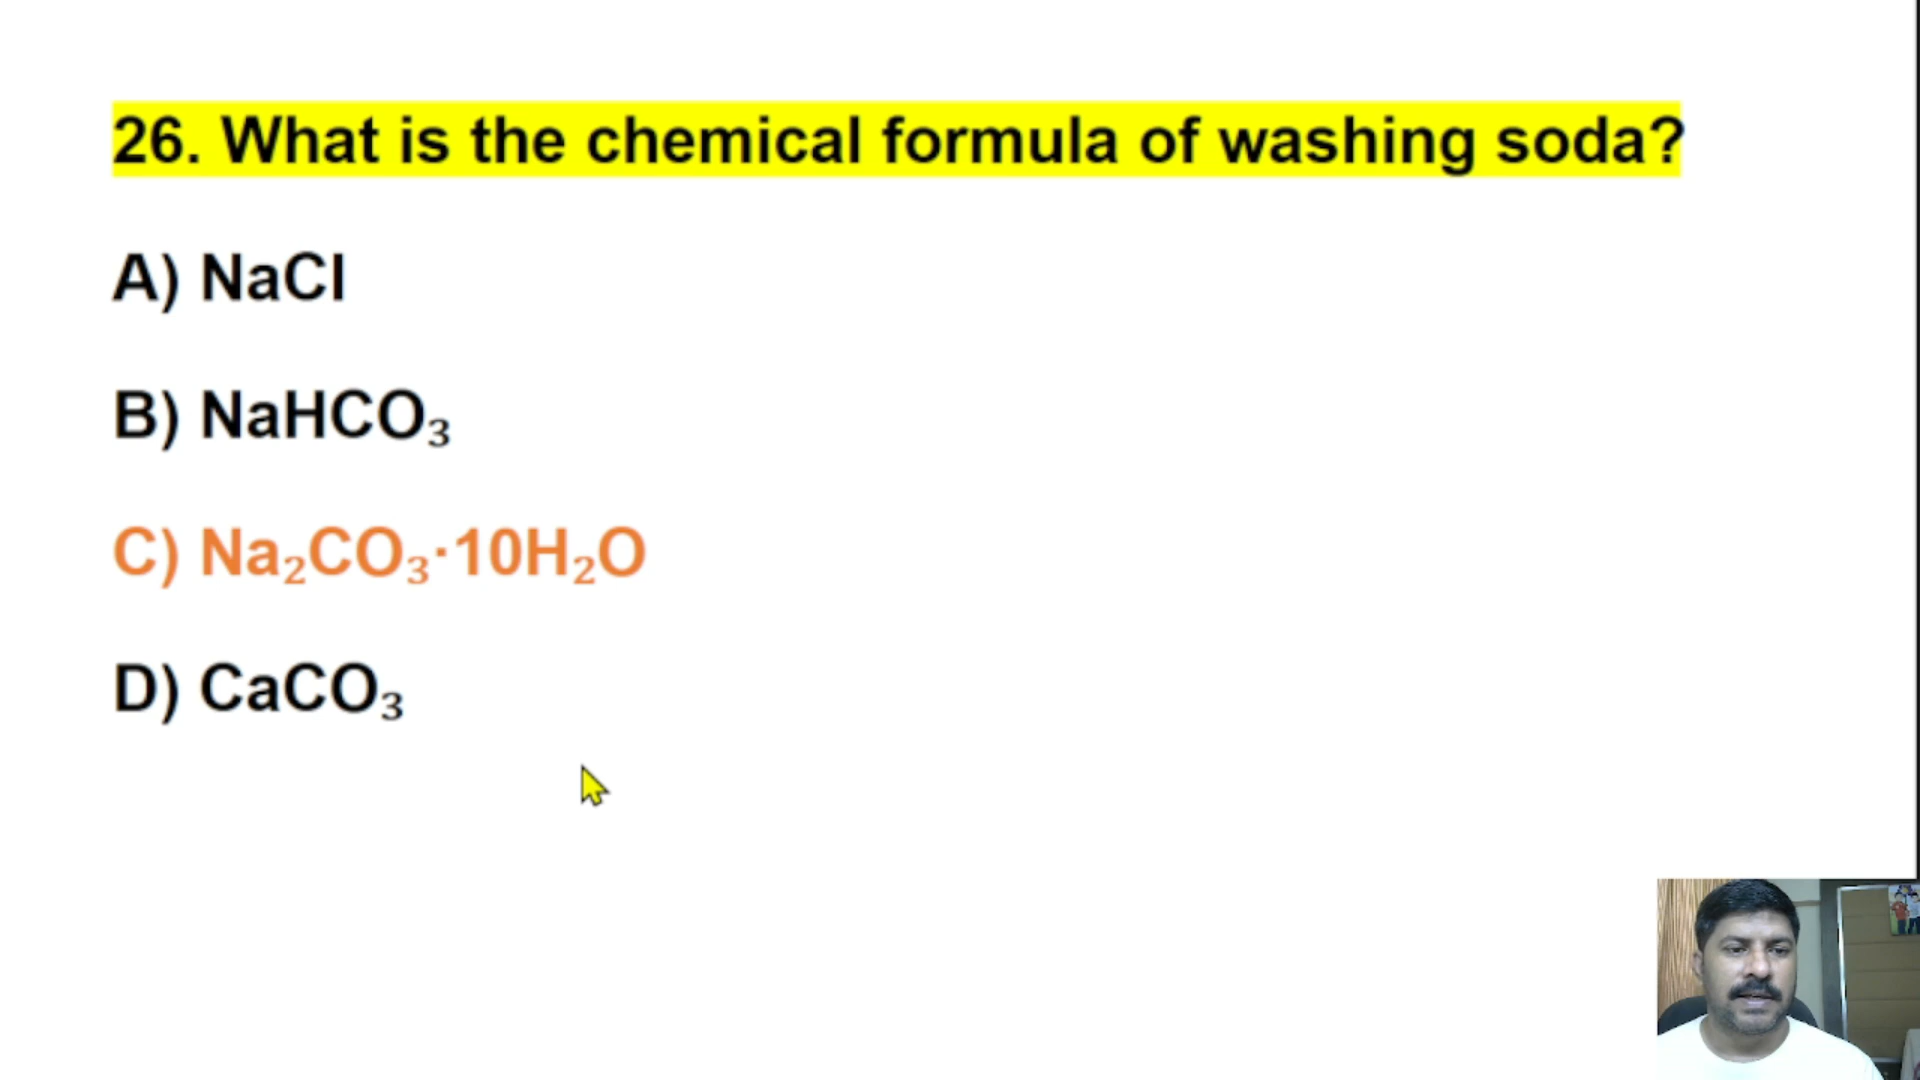 26. What is the chemical formula of washing soda?
A) NaCl
B) NaHCO₃
C) Na₂CO₃·10H₂O
D) CaCO₃